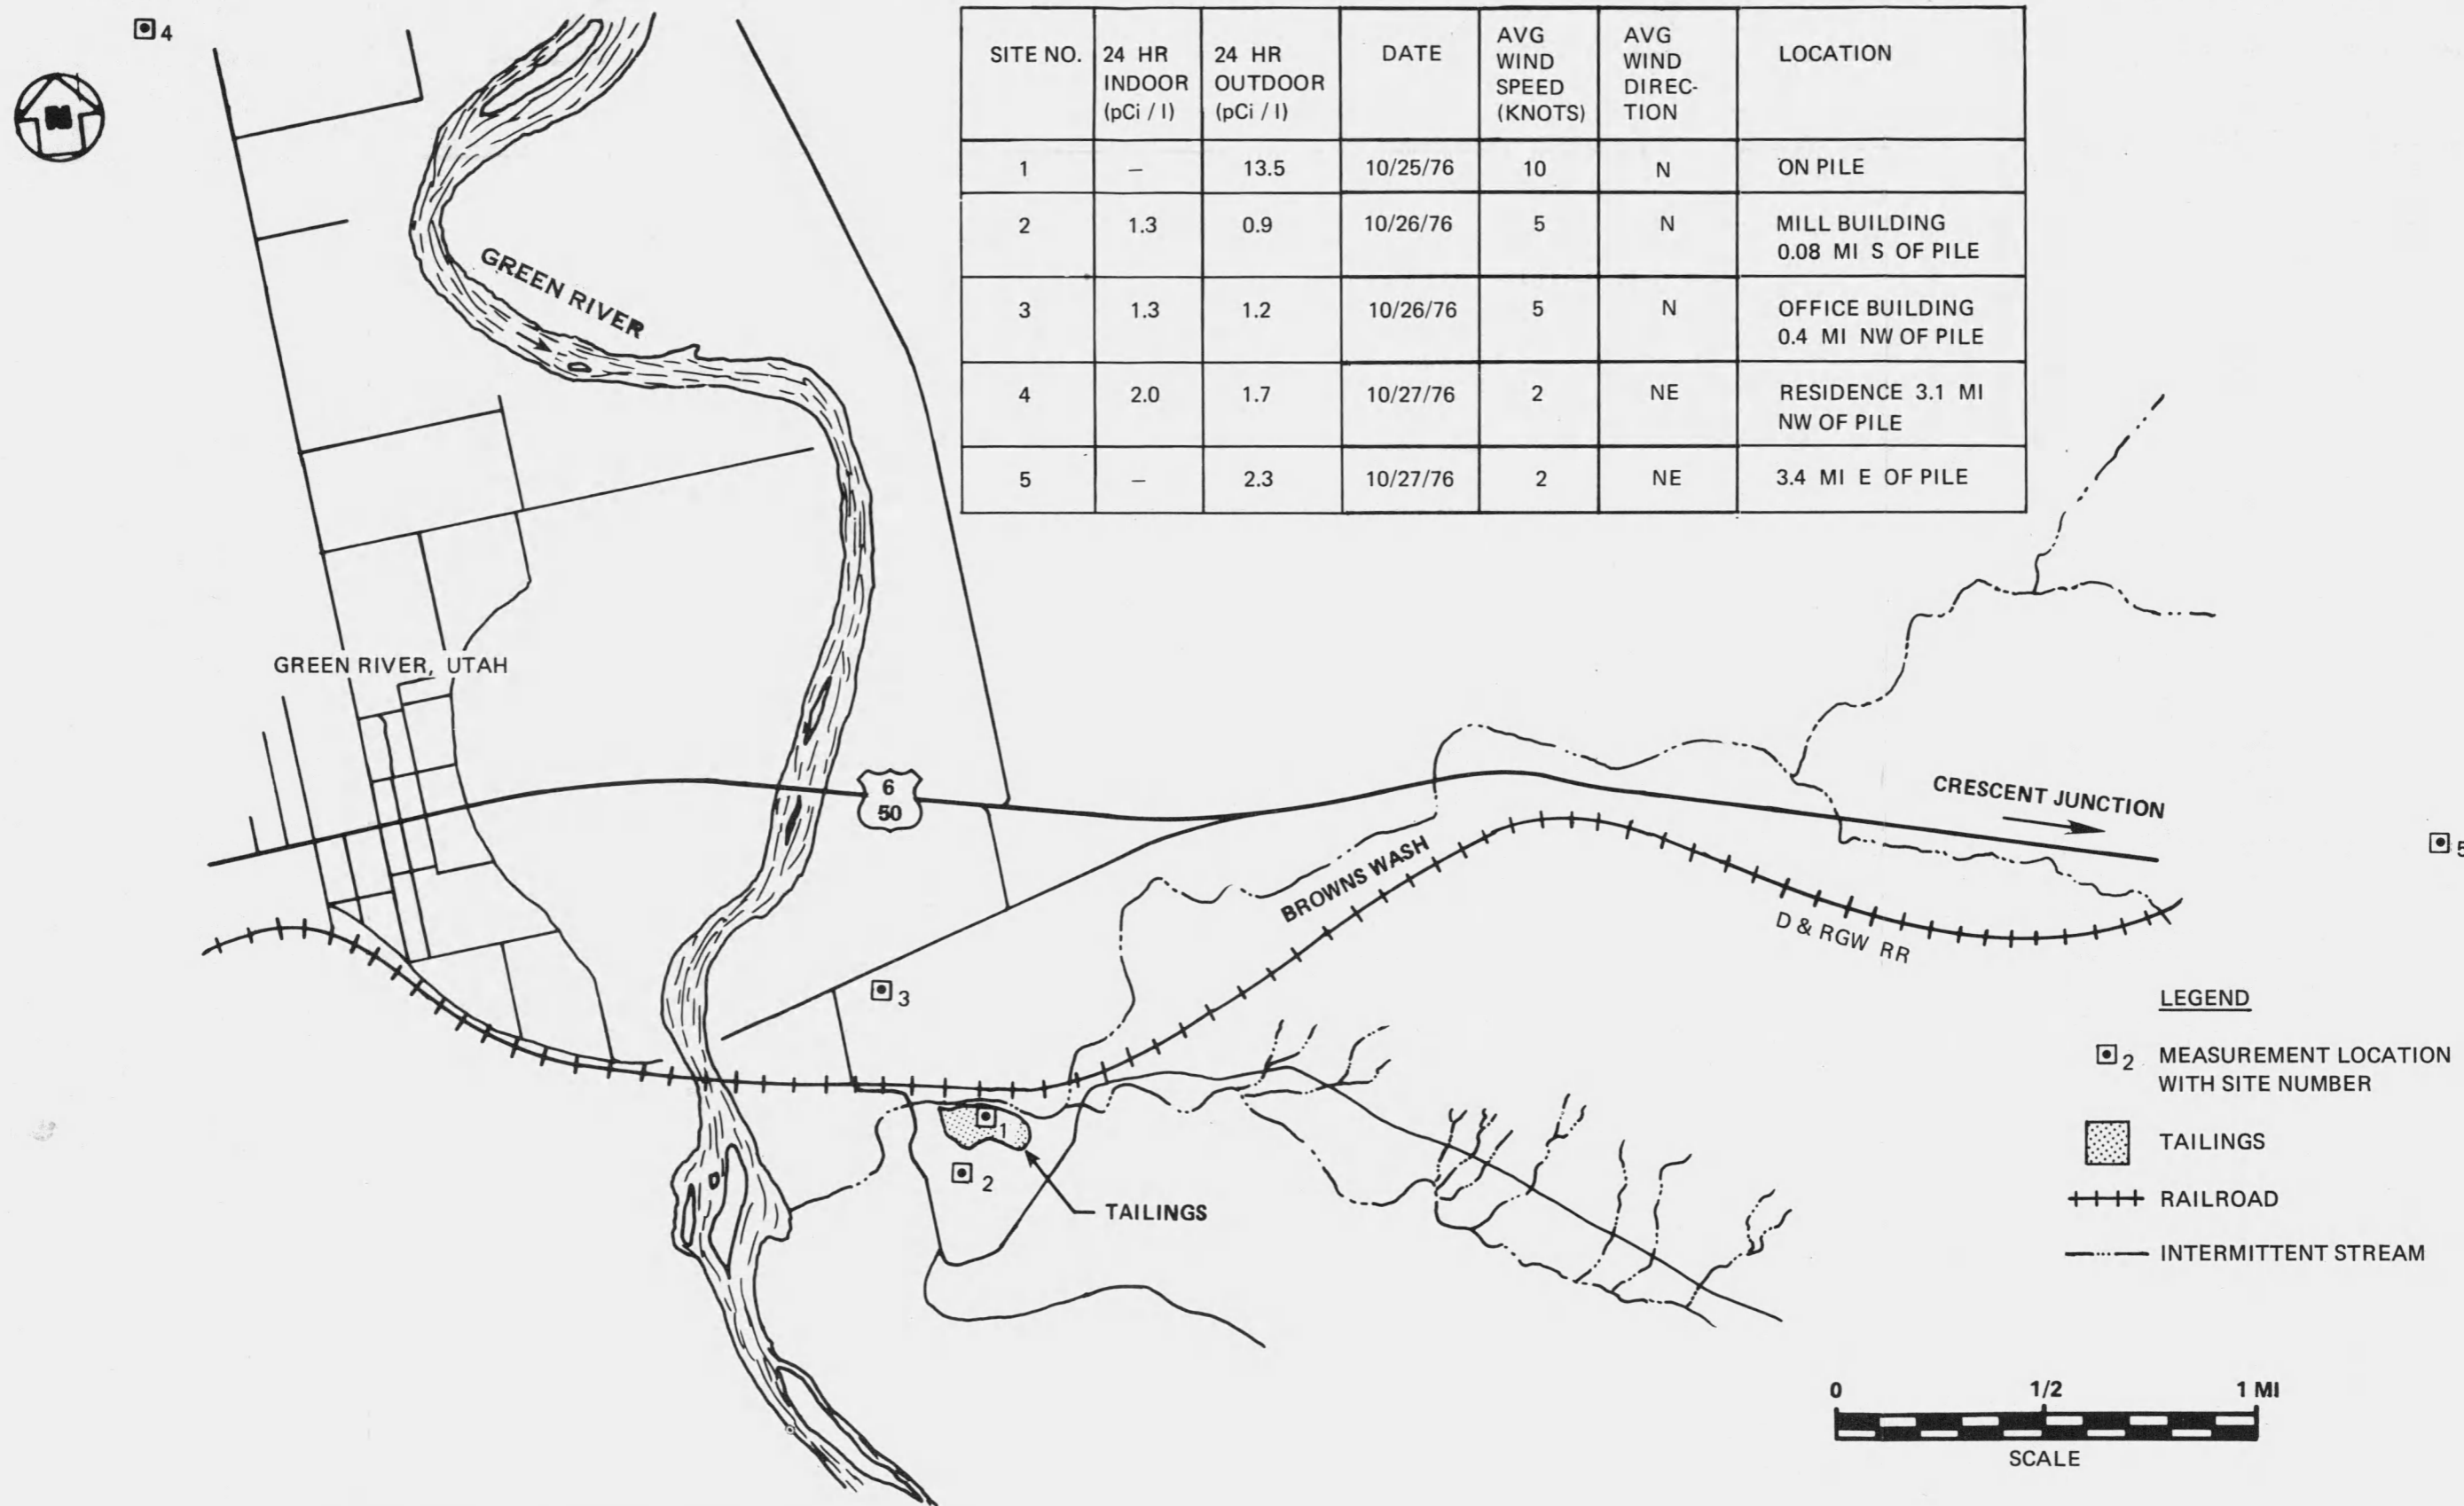 4
N
SITE NO.
24 HR
INDOOR
(pCi / l)
24 HR
OUTDOOR
(pCi / l)
DATE
AVG
WIND
SPEED
(KNOTS)
AVG
WIND
DIREC-
TION
LOCATION
1 – 13.5 10/25/76 10 N ON PILE
2 1.3 0.9 10/26/76 5 N MILL BUILDING
0.08 MI S OF PILE
3 1.3 1.2 10/26/76 5 N OFFICE BUILDING
0.4 MI NW OF PILE
4 2.0 1.7 10/27/76 2 NE RESIDENCE 3.1 MI
NW OF PILE
5 – 2.3 10/27/76 2 NE 3.4 MI E OF PILE
GREEN RIVER
GREEN RIVER, UTAH
6
50
CRESCENT JUNCTION
5
BROWNS WASH
D & RGW RR
3
1
2
TAILINGS
LEGEND
2 MEASUREMENT LOCATION
WITH SITE NUMBER
TAILINGS
RAILROAD
INTERMITTENT STREAM
0 1/2 1 MI
SCALE